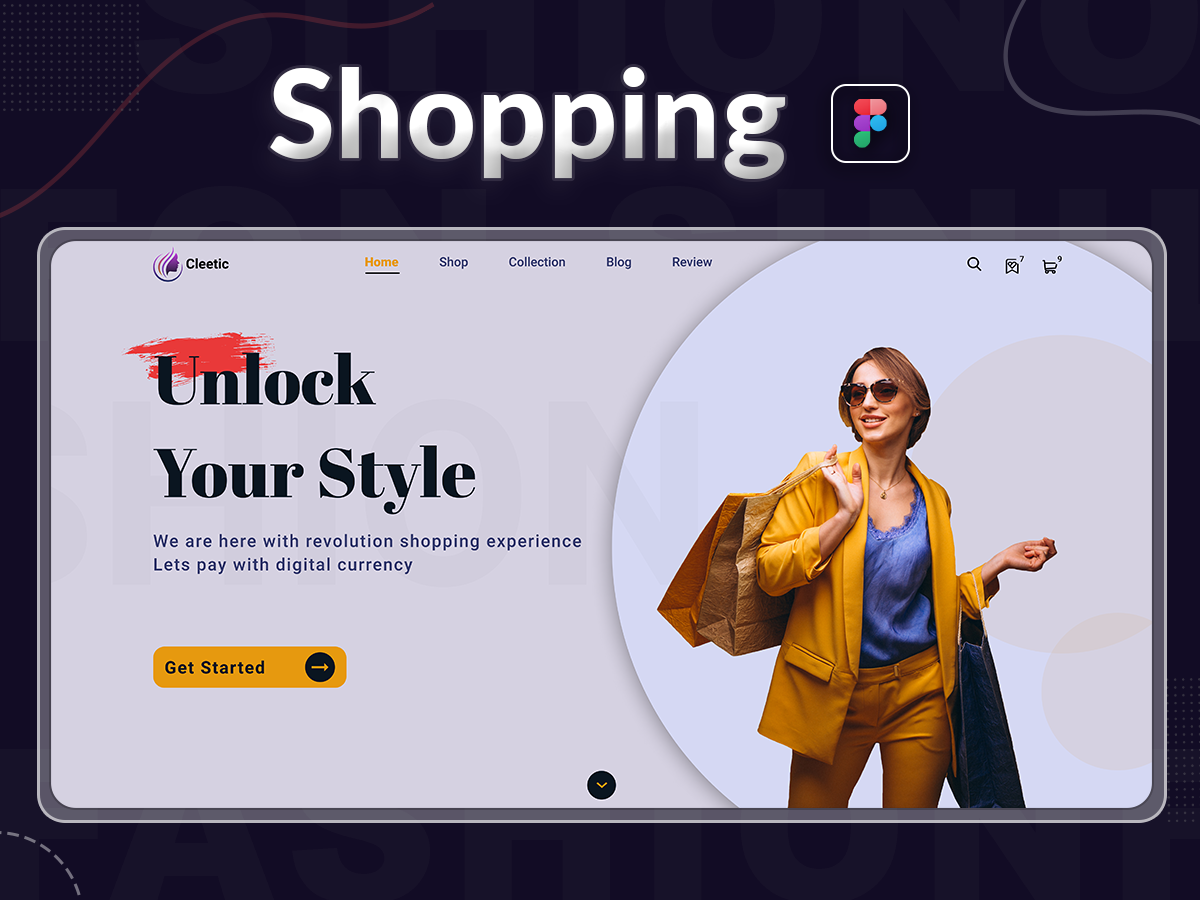 Shopping
Cleetic
Home
Shop
Collection
Blog
Review
7
9
Unlock
Your Style
We are here with revolution shopping experience
Lets pay with digital currency
Get Started